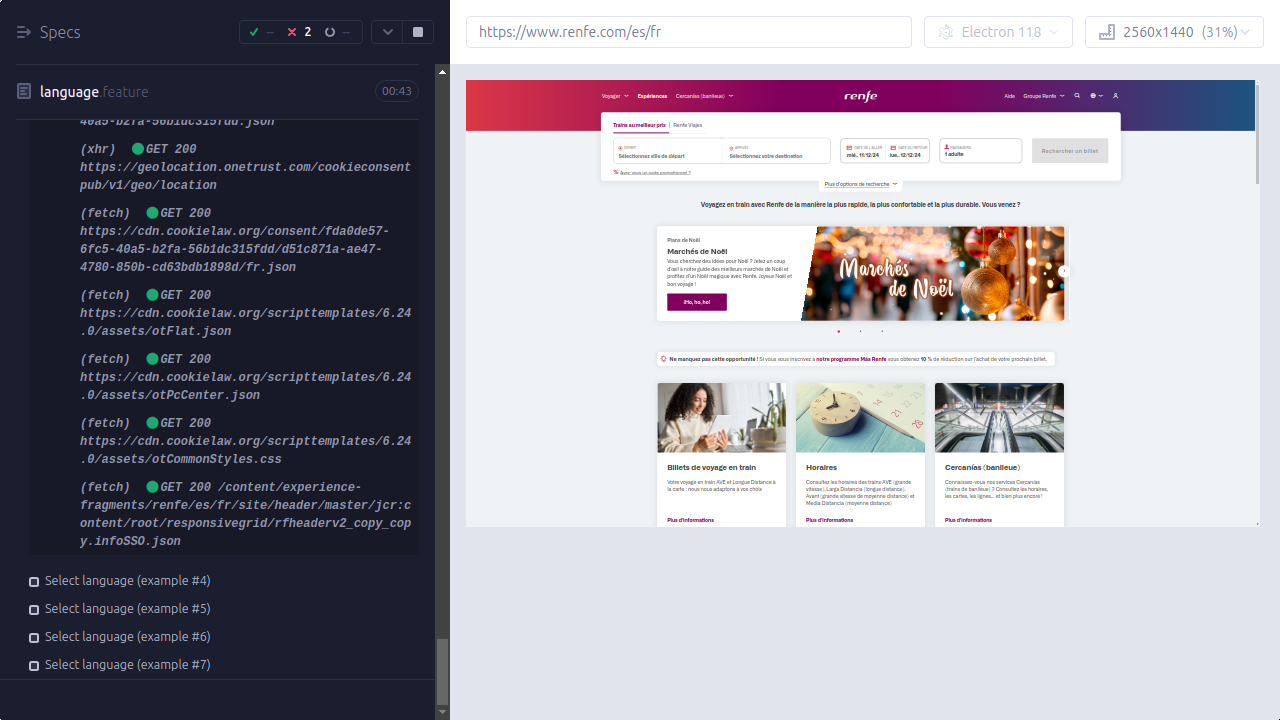 Specs
--
2
--
language.feature
00:43
40a5-b2fa-56b1dc315fdd.json
(xhr) GET 200
https://geolocation.onetrust.com/cookieconsent
pub/v1/geo/location
(fetch) GET 200
https://cdn.cookielaw.org/consent/fda0de57-
6fc5-40a5-b2fa-56b1dc315fdd/d51c871a-ae47-
4780-850b-cd63bdb1898d/fr.json
(fetch) GET 200
https://cdn.cookielaw.org/scripttemplates/6.24
.0/assets/otFlat.json
(fetch) GET 200
https://cdn.cookielaw.org/scripttemplates/6.24
.0/assets/otPcCenter.json
(fetch) GET 200
https://cdn.cookielaw.org/scripttemplates/6.24
.0/assets/otCommonStyles.css
(fetch) GET 200 /content/experience-
fragments/renfe/es/fr/site/header/master/jcr:c
ontent/root/responsivegrid/rfheaderv2_copy_cop
y.infoSSO.json
Select language (example #4)
Select language (example #5)
Select language (example #6)
Select language (example #7)
https://www.renfe.com/es/fr
Electron 118
2560x1440 (31%)
Voyager
Expériences
Cercanías (banlieue)
renfe
Aide
Groupe Renfe
Trains au meilleur prix | Renfe Viajes
DÉPART
Sélectionnez ville de départ
ARRIVÉE
Sélectionnez votre destination
DATE DE L'ALLER
mié., 11/12/24
DATE DU RETOUR
jue., 12/12/24
PASSAGERS
1 adulte
Rechercher un billet
Avez-vous un code promotionnel ?
Plus d'options de recherche
Voyagez en train avec Renfe de la manière la plus rapide, la plus confortable et la plus durable. Vous venez ?
Plans de Noël
Marchés de Noël
Vous cherchez des idées pour Noël ? Jetez un coup
d'œil à notre guide des meilleurs marchés de Noël et
profitez d'un Noël magique avec Renfe. Joyeux Noël et
bon voyage !
¡Ho, ho, ho!
Marchés
de Noël
Ne manquez pas cette opportunité ! Si vous vous inscrivez à notre programme Más Renfe vous obtenez 10 % de réduction sur l'achat de votre prochain billet.
Billets de voyage en train
Votre voyage en train AVE et Longue Distance à
la carte : nous nous adaptons à vos choix
Plus d'informations
Horaires
Consultez les horaires des trains AVE (grande
vitesse), Larga Distancia (longue distance),
Avant (grande vitesse de moyenne distance) et
Media Distancia (moyenne distance)
Plus d'informations
Cercanías (banlieue)
Connaissez-vous nos services Cercanías
(trains de banlieue) ? Consultez les horaires,
les cartes, les lignes... et bien plus encore !
Plus d'informations